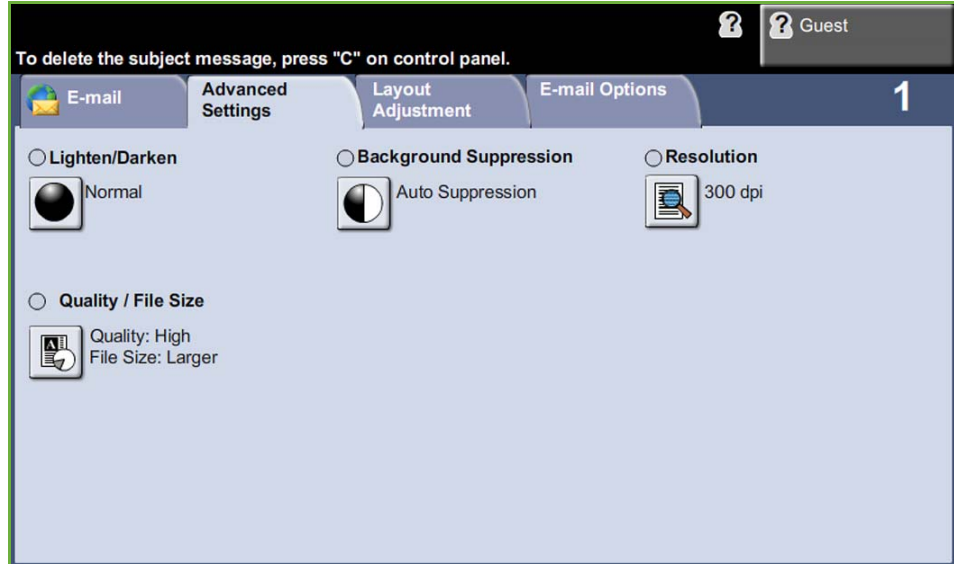 Guest
To delete the subject message, press "C" on control panel.
E-mail
Advanced
Settings
Layout
Adjustment
E-mail Options
1
Lighten/Darken
Normal
Background Suppression
Auto Suppression
Resolution
300 dpi
Quality / File Size
Quality: High
File Size: Larger